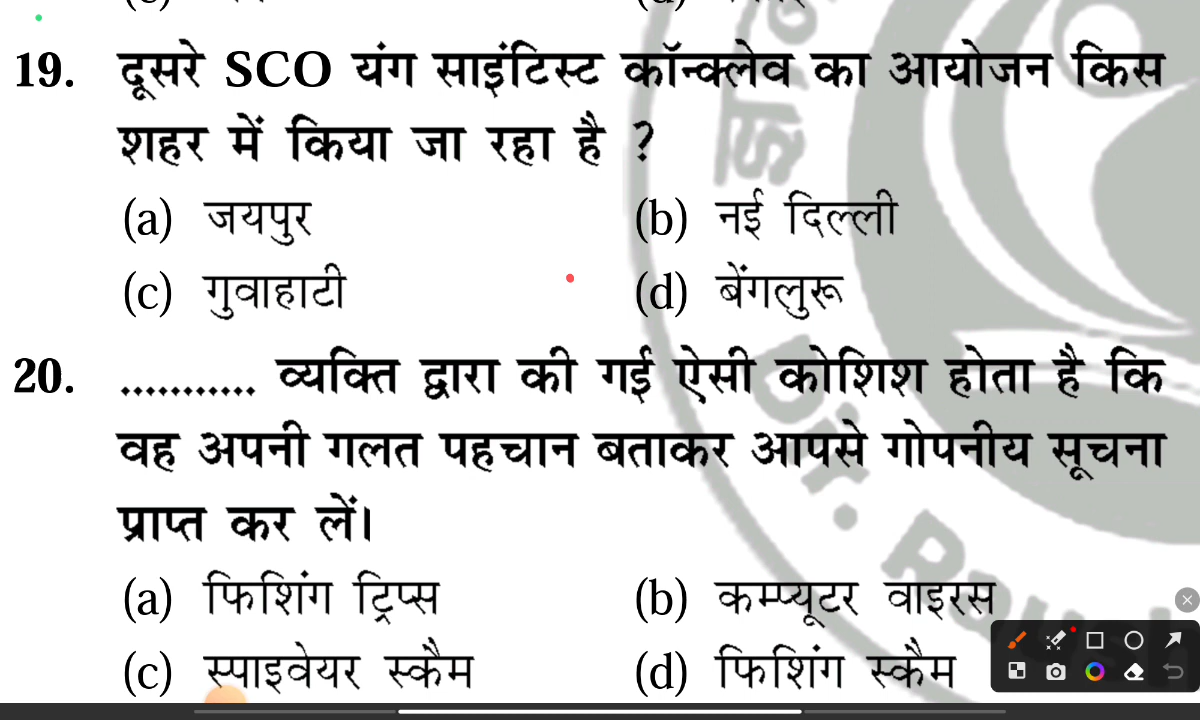 19. दूसरे SCO यंग साइंटिस्ट कॉन्क्लेव का आयोजन किस
शहर में किया जा रहा है ?
(a) जयपुर (b) नई दिल्ली
(c) गुवाहाटी (d) बेंगलुरू
20. ........... व्यक्ति द्वारा की गई ऐसी कोशिश होता है कि
वह अपनी गलत पहचान बताकर आपसे गोपनीय सूचना
प्राप्त कर लें।
(a) फिशिंग ट्रिप्स (b) कम्प्यूटर वाइरस
(c) स्पाइवेयर स्कैम (d) फिशिंग स्कैम
Dr.